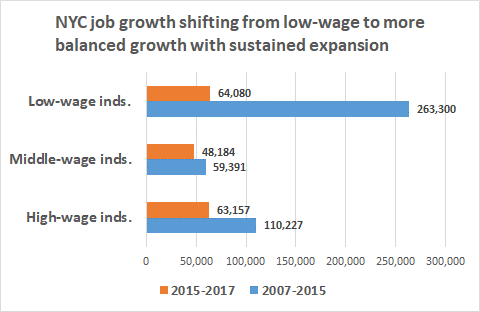 NYC job growth shifting from low-wage to more
balanced growth with sustained expansion
Low-wage inds.
64,080
263,300
Middle-wage inds.
48,184
59,391
High-wage inds.
63,157
110,227
0 50,000 100,000 150,000 200,000 250,000 300,000
2015-2017 2007-2015